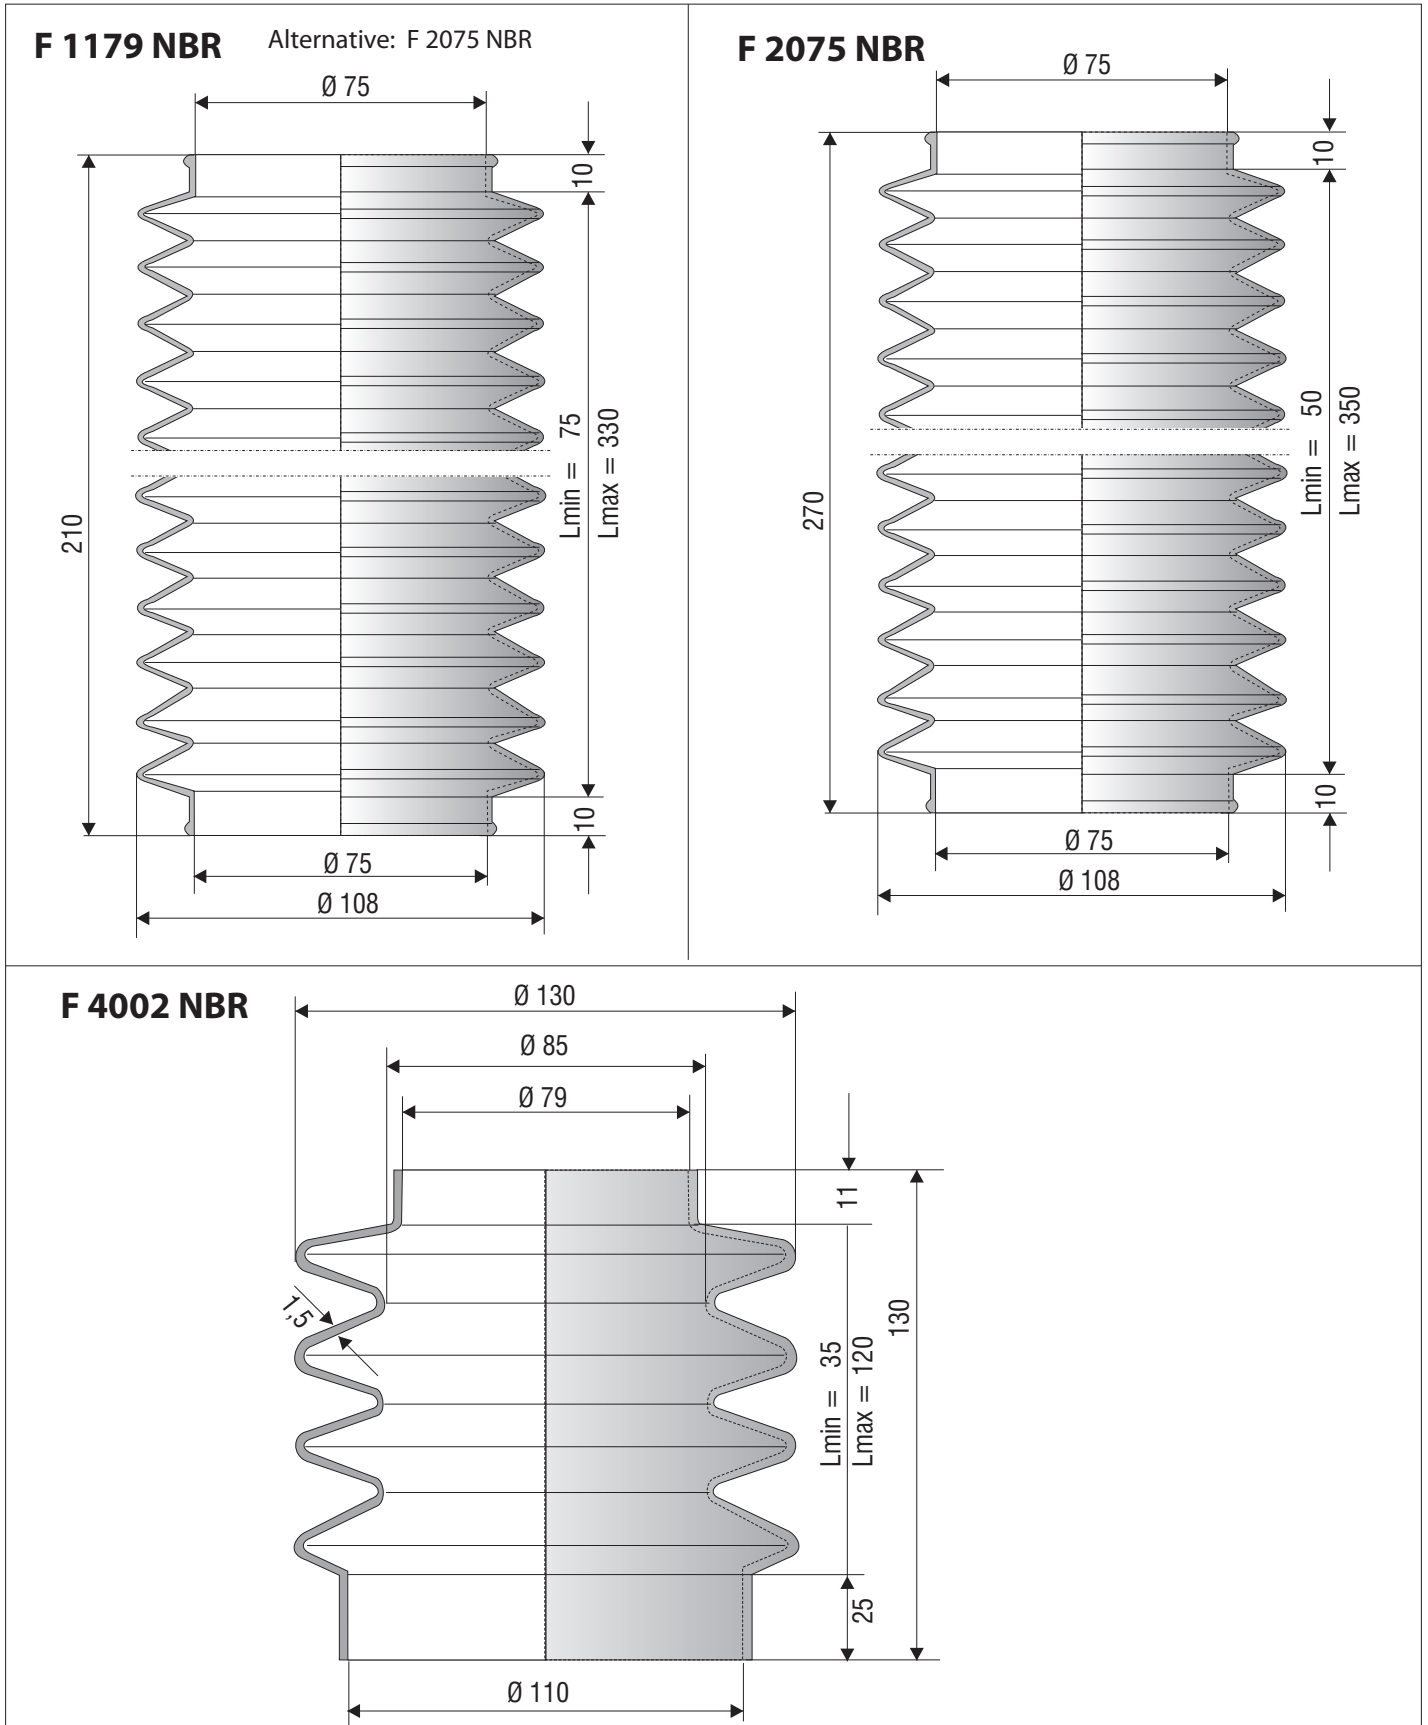 F 1179 NBR
Alternative: F 2075 NBR
Ø 75
10
210
Lmin = 75
Lmax = 330
10
Ø 75
Ø 108
F 2075 NBR
Ø 75
10
270
Lmin = 50
Lmax = 350
10
Ø 75
Ø 108
F 4002 NBR
Ø 130
Ø 85
Ø 79
11
1,5
130
Lmin = 35
Lmax = 120
25
Ø 110